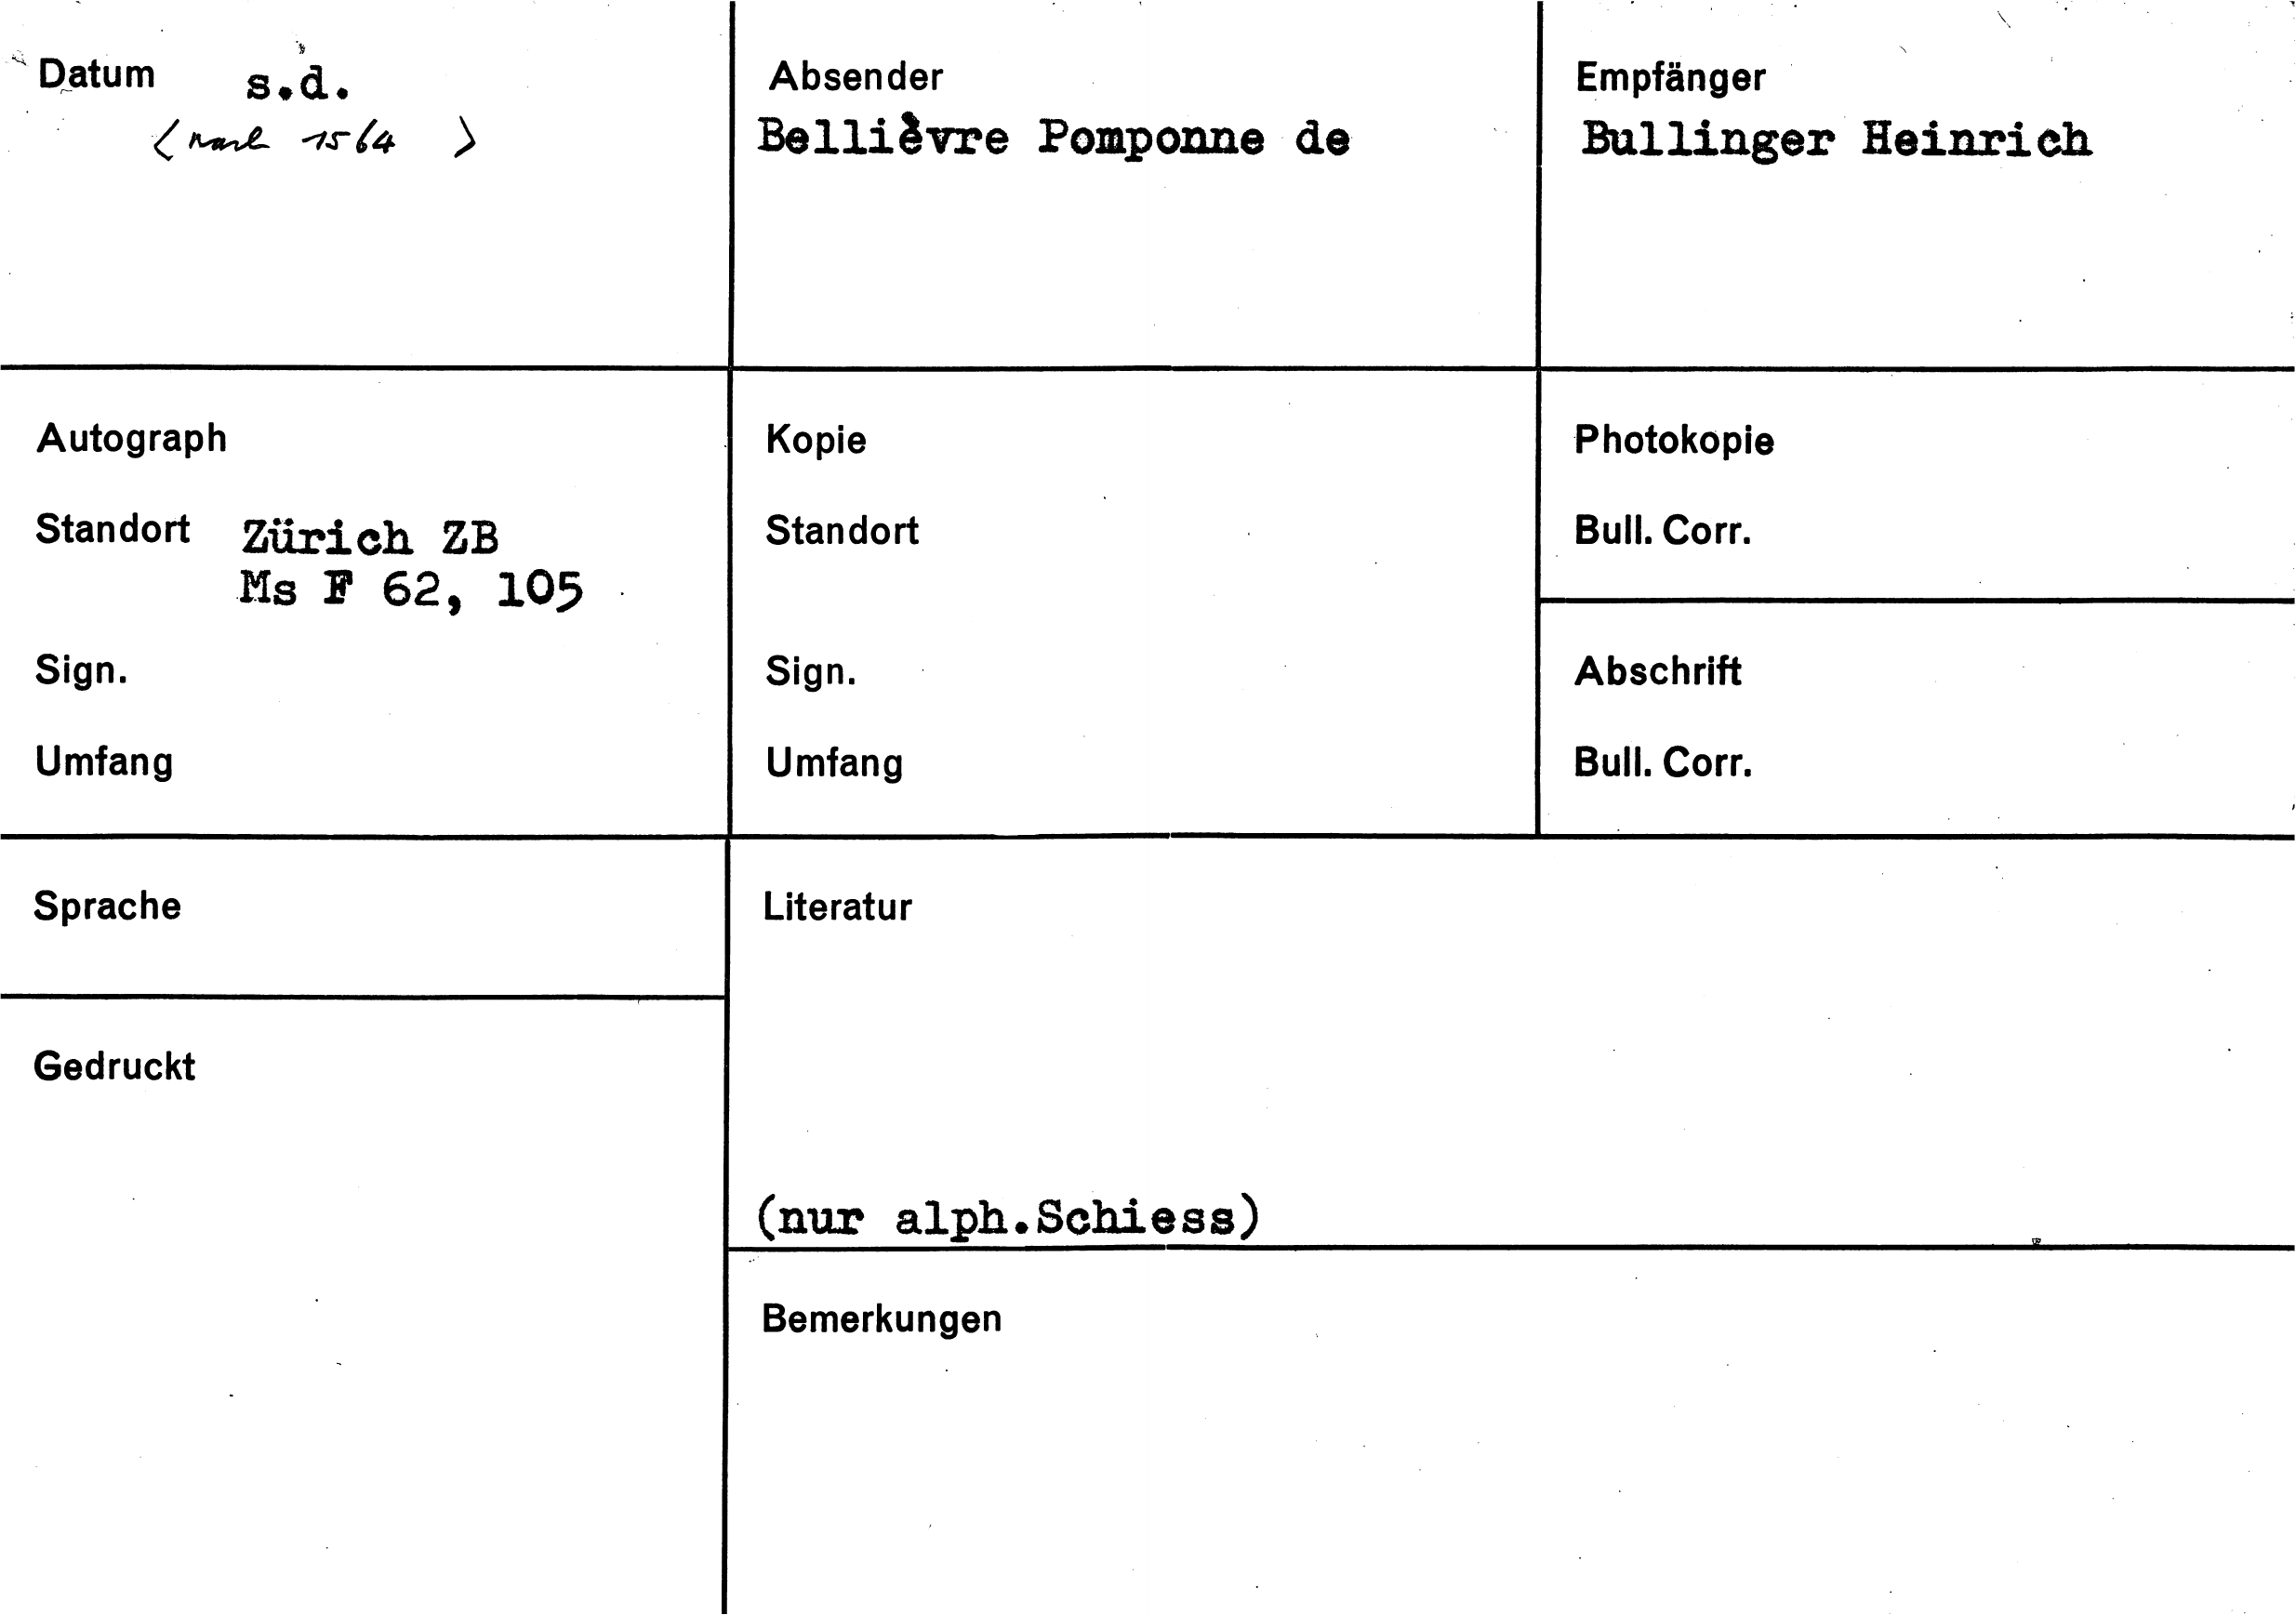 Datum s.d.
〈nach 1564 〉
Absender
Bellièvre Pomponne de
Empfänger
Bullinger Heinrich
Autograph
Standort Zürich ZB
Ms F 62, 105
Sign.
Umfang
Kopie
Standort
Sign.
Umfang
Photokopie
Bull. Corr.
Abschrift
Bull. Corr.
Sprache
Gedruckt
Literatur
(nur alph.Schiess)
Bemerkungen